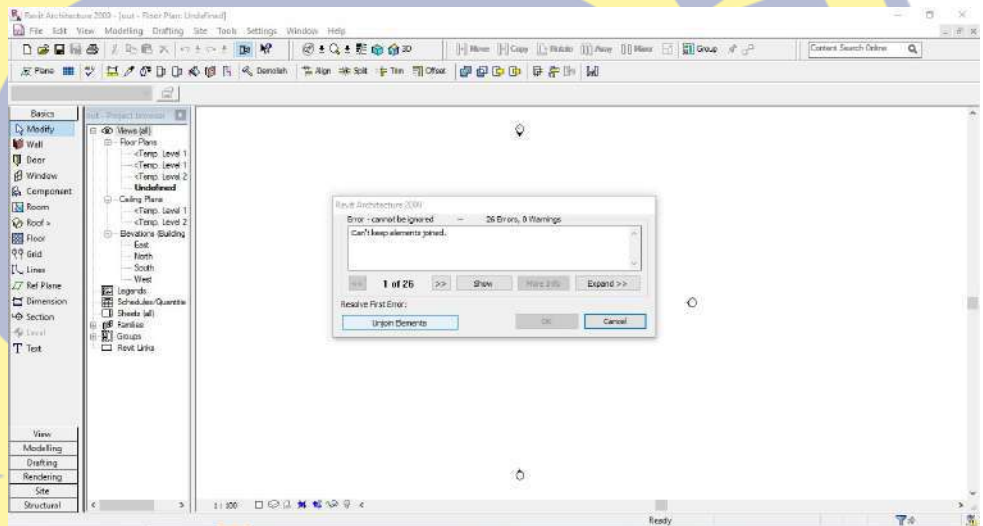 Revit Architecture 2009 - [out - Floor Plan: Undefined]
File Edit View Modelling Drafting Site Tools Settings Window Help
3D Move Copy Rotate Array Mirror Group Content Search Online
Plane Demolish Align Split Trim Offset
Basics
Modify
Wall
Door
Window
Component
Room
Roof >
Floor
Grid
Lines
Ref Plane
Dimension
Section
Level
Text
View
Modelling
Drafting
Rendering
Site
Structural
out - Project browser
Views (all)
Floor Plans
<Temp. Level 1
<Temp. Level 1
<Temp. Level 2
Undefined
Ceiling Plans
<Temp. Level 1
<Temp. Level 2
Elevations (Building
East
North
South
West
Legends
Schedules/Quantitie
Sheets (all)
Families
Groups
Revit Links
Revit Architecture 2009
Error - cannot be ignored — 26 Errors, 0 Warnings
Can't keep elements joined.
<< 1 of 26 >> Show More Info Expand >>
Resolve First Error:
Unjoin Elements OK Cancel
1 : 100
Ready